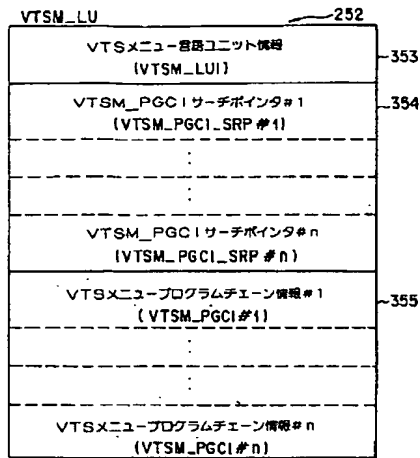 VTSM_LU
252
VTSメニュー言語ユニット情報
(VTSM_LUI)
353
VTSM_PGCIサーチポインタ#1
(VTSM_PGCI_SRP #1)
354
VTSM_PGCIサーチポインタ#n
(VTSM_PGCI_SRP #n)
VTSメニュープログラムチェーン情報#1
(VTSM_PGCI#1)
355
VTSメニュープログラムチェーン情報#n
(VTSM_PGCI#n)